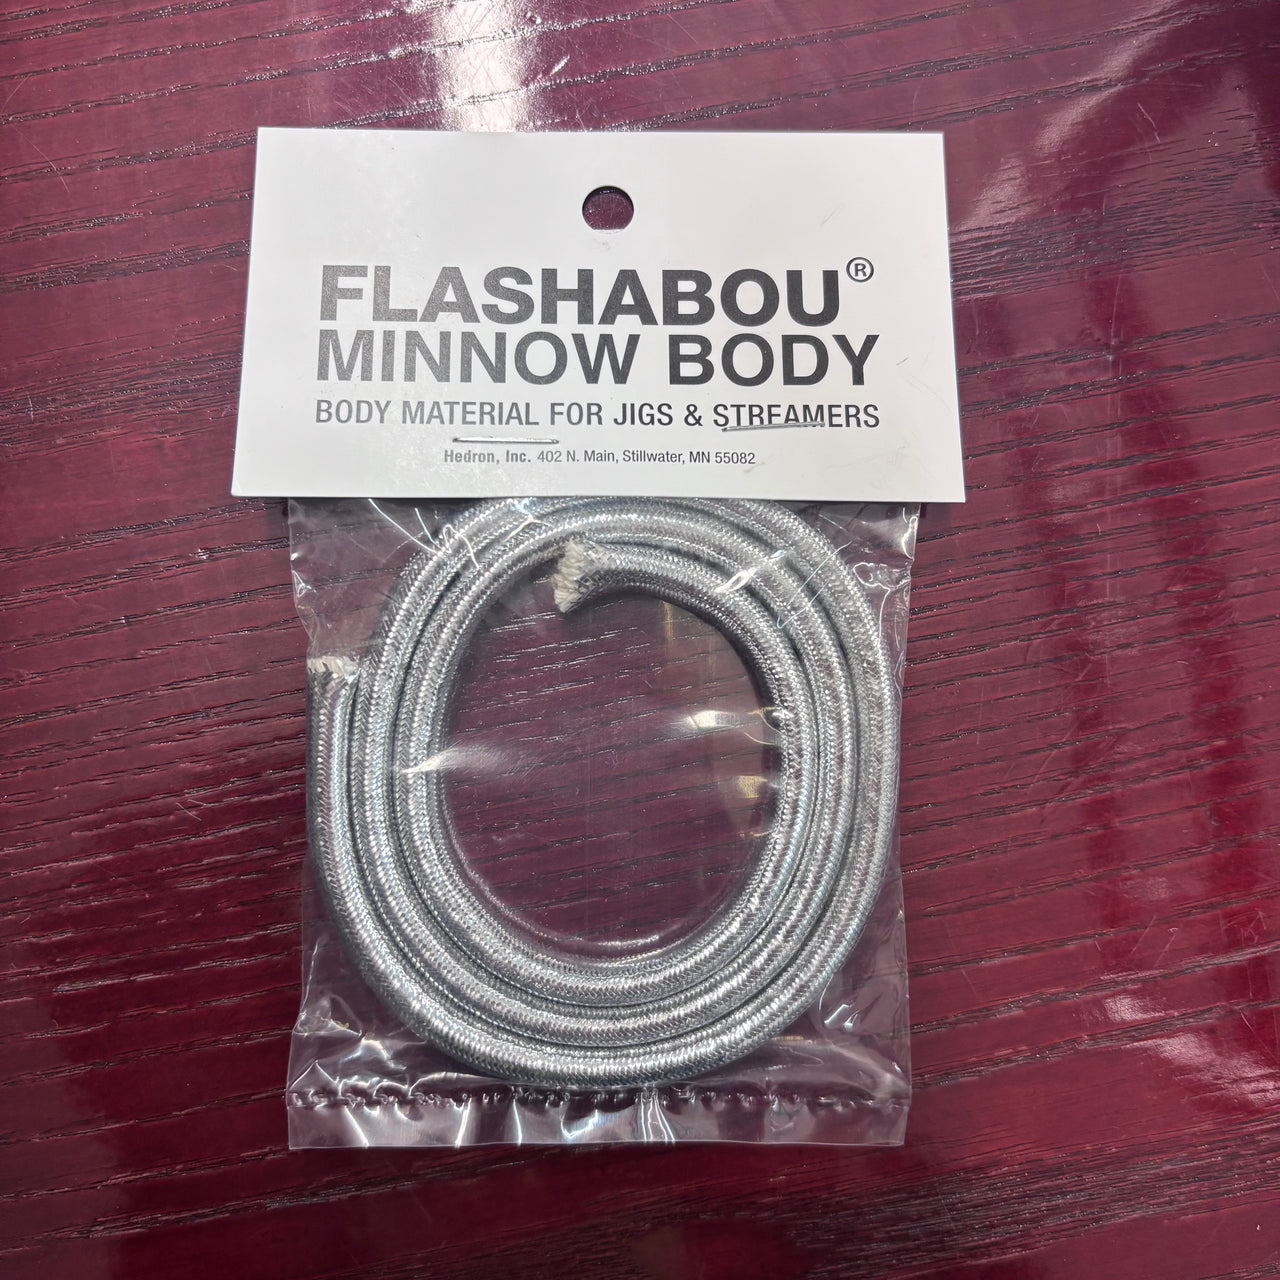 FLASHABOU®
MINNOW BODY
BODY MATERIAL FOR JIGS & STREAMERS
Hedron, Inc. 402 N. Main, Stillwater, MN 55082